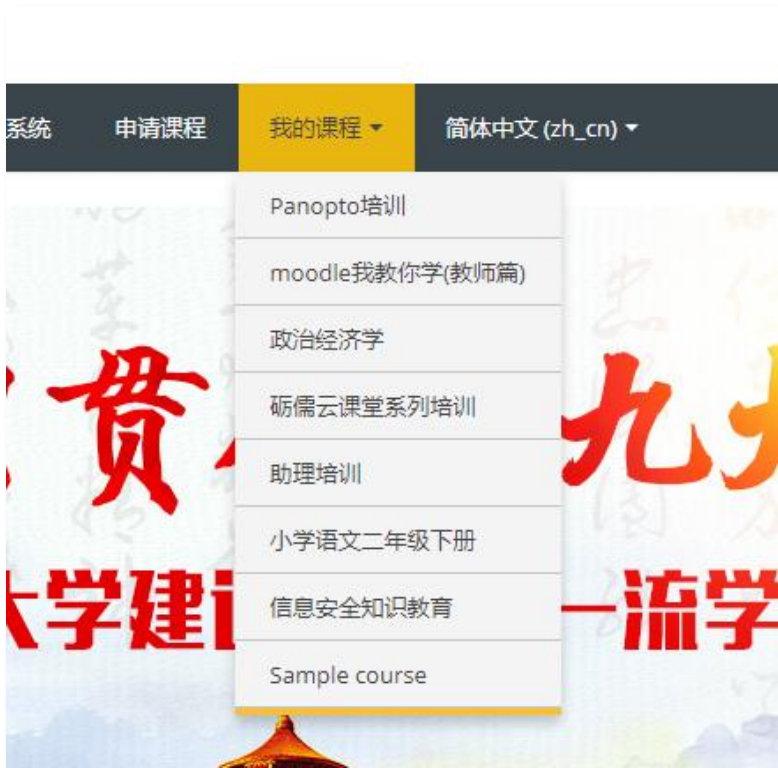 系统 申请课程 我的课程 简体中文 (zh_cn)
Panopto培训
moodle我教你学(教师篇)
政治经济学
砺儒云课堂系列培训
助理培训
小学语文二年级下册
信息安全知识教育
Sample course
贯 九
大学建 一流学